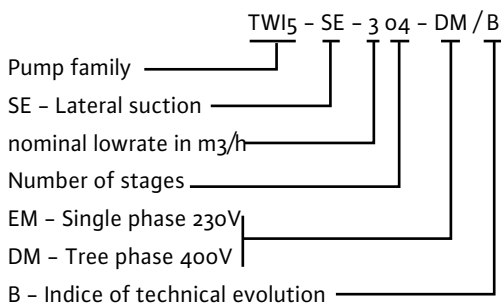 TWI5 - SE - 3 04 - DM / B
Pump family
SE – Lateral suction
nominal lowrate in m3/h
Number of stages
EM – Single phase 230V
DM – Tree phase 400V
B – Indice of technical evolution